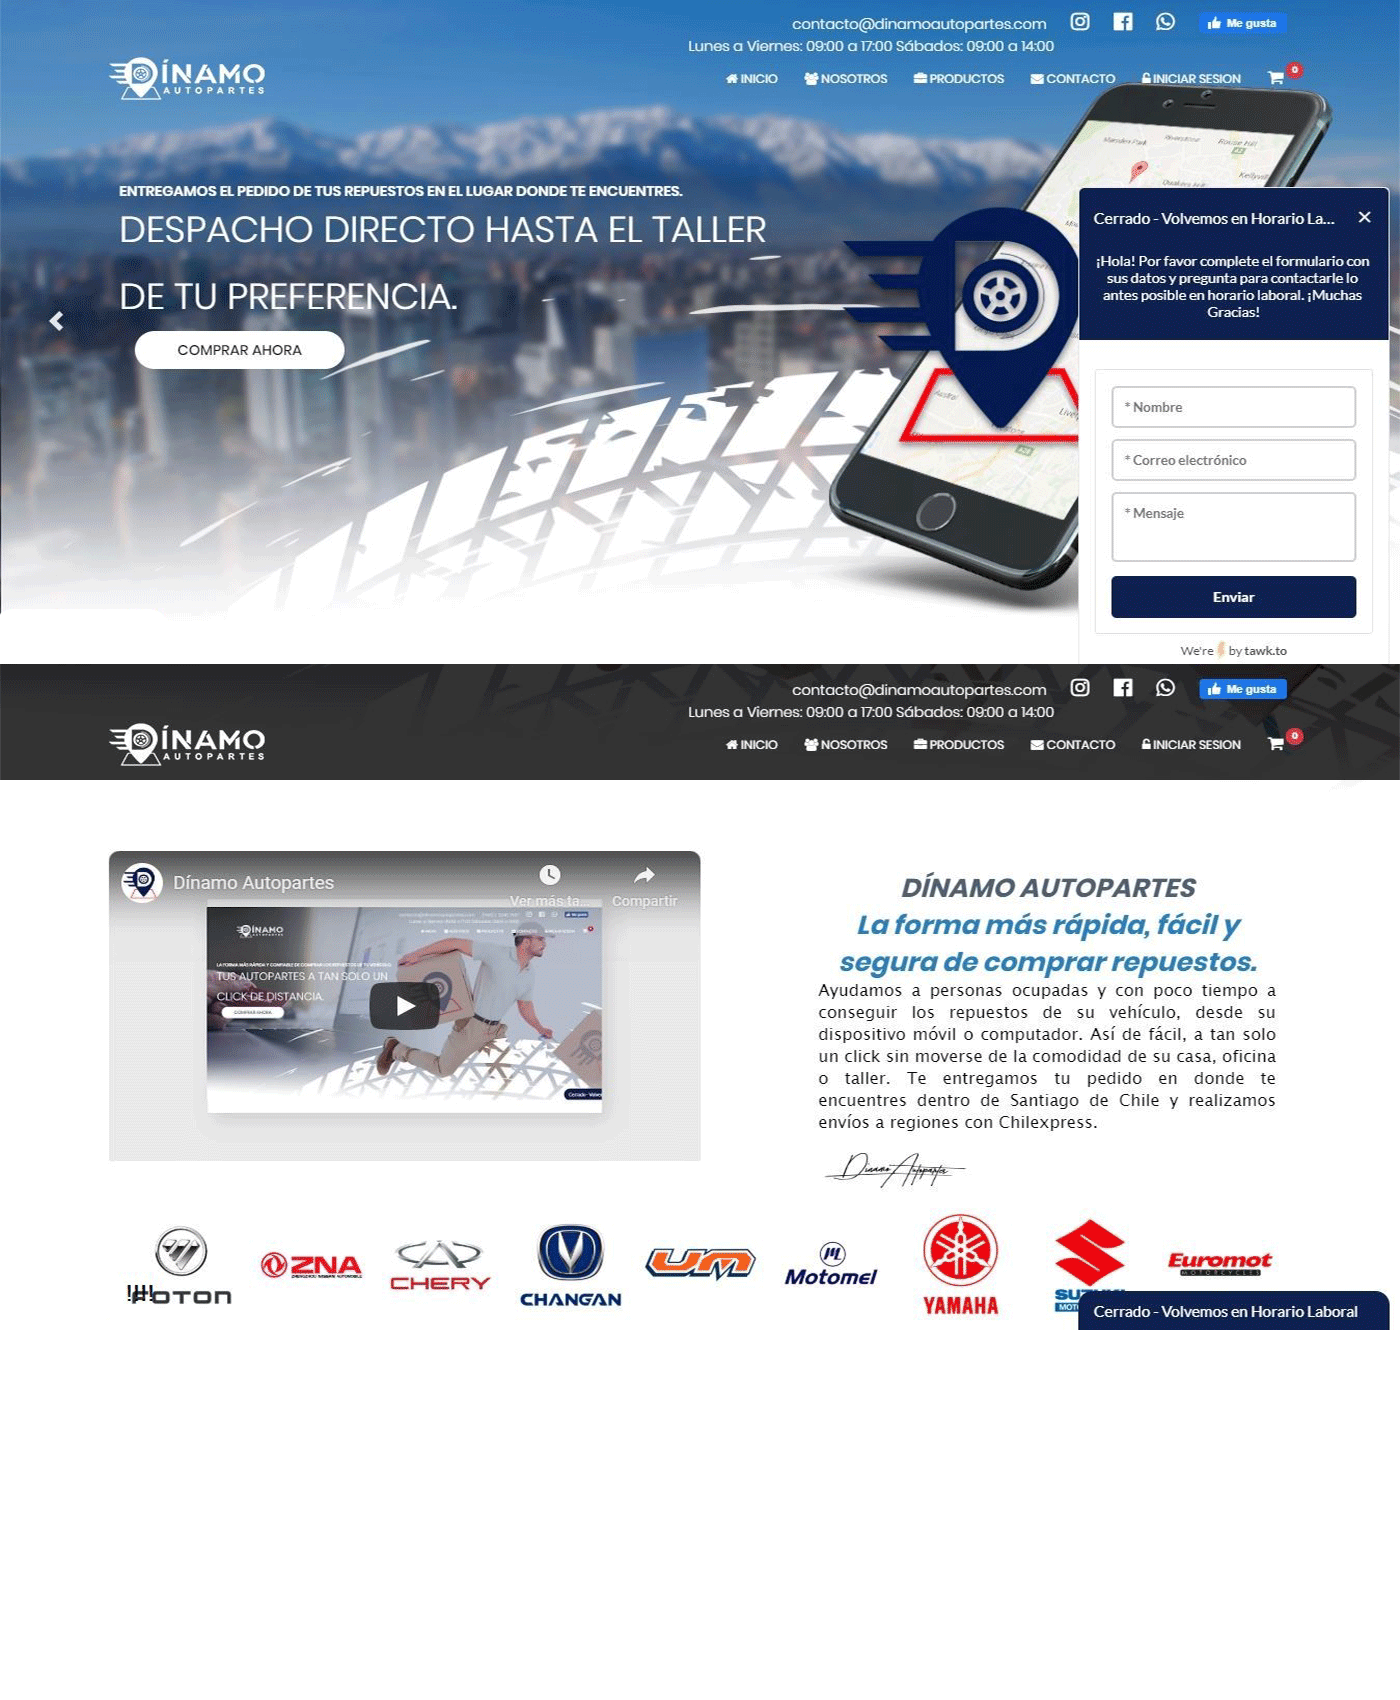 contacto@dinamoautopartes.com
Me gusta
Lunes a Viernes: 09:00 a 17:00 Sábados: 09:00 a 14:00
DÍNAMO
AUTOPARTES
INICIO NOSOTROS PRODUCTOS CONTACTO INICIAR SESION 0
ENTREGAMOS EL PEDIDO DE TUS REPUESTOS EN EL LUGAR DONDE TE ENCUENTRES.
DESPACHO DIRECTO HASTA EL TALLER
DE TU PREFERENCIA.
COMPRAR AHORA
Cerrado - Volvemos en Horario La...
¡Hola! Por favor complete el formulario con
sus datos y pregunta para contactarle lo
antes posible en horario laboral. ¡Muchas
Gracias!
* Nombre
* Correo electrónico
* Mensaje
Enviar
We're by tawk.to
contacto@dinamoautopartes.com
Me gusta
Lunes a Viernes: 09:00 a 17:00 Sábados: 09:00 a 14:00
DÍNAMO
AUTOPARTES
INICIO NOSOTROS PRODUCTOS CONTACTO INICIAR SESION 0
Dínamo Autopartes
Ver más ta...
Compartir
DÍNAMO
AUTOPARTES
TUS AUTOPARTES A TAN SOLO UN
CLICK DE DISTANCIA.
COMPRAR AHORA
DÍNAMO AUTOPARTES
La forma más rápida, fácil y
segura de comprar repuestos.
Ayudamos a personas ocupadas y con poco tiempo a
conseguir los repuestos de su vehículo, desde su
dispositivo móvil o computador. Así de fácil, a tan solo
un click sin moverse de la comodidad de su casa, oficina
o taller. Te entregamos tu pedido en donde te
encuentres dentro de Santiago de Chile y realizamos
envíos a regiones con Chilexpress.
Dinamo Autopartes
FOTON
ZNA
CHERY
CHANGAN
UM
Motomel
YAMAHA
SUZUKI
Euromot
MOTORCYCLES
Cerrado - Volvemos en Horario Laboral